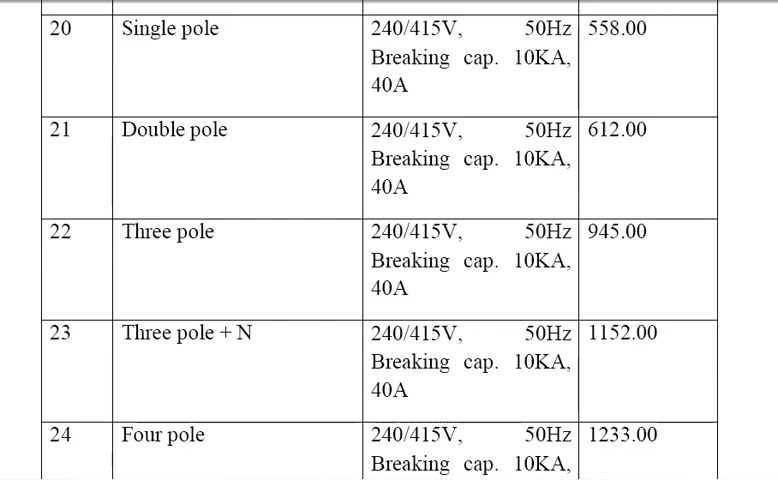 20 Single pole 240/415V, 50Hz 558.00
Breaking cap. 10KA,
40A
21 Double pole 240/415V, 50Hz 612.00
Breaking cap. 10KA,
40A
22 Three pole 240/415V, 50Hz 945.00
Breaking cap. 10KA,
40A
23 Three pole + N 240/415V, 50Hz 1152.00
Breaking cap. 10KA,
40A
24 Four pole 240/415V, 50Hz 1233.00
Breaking cap. 10KA,